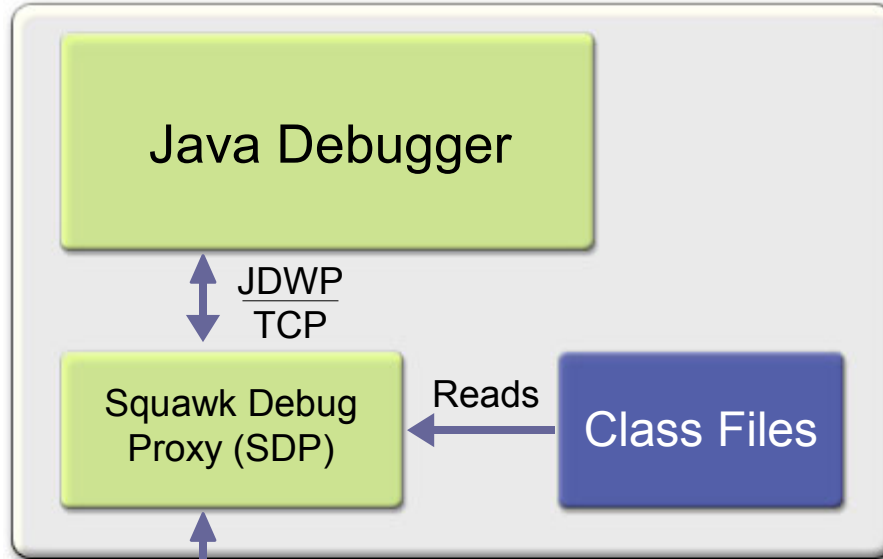 Java Debugger
JDWP
TCP
Squawk Debug
Proxy (SDP)
Reads
Class Files